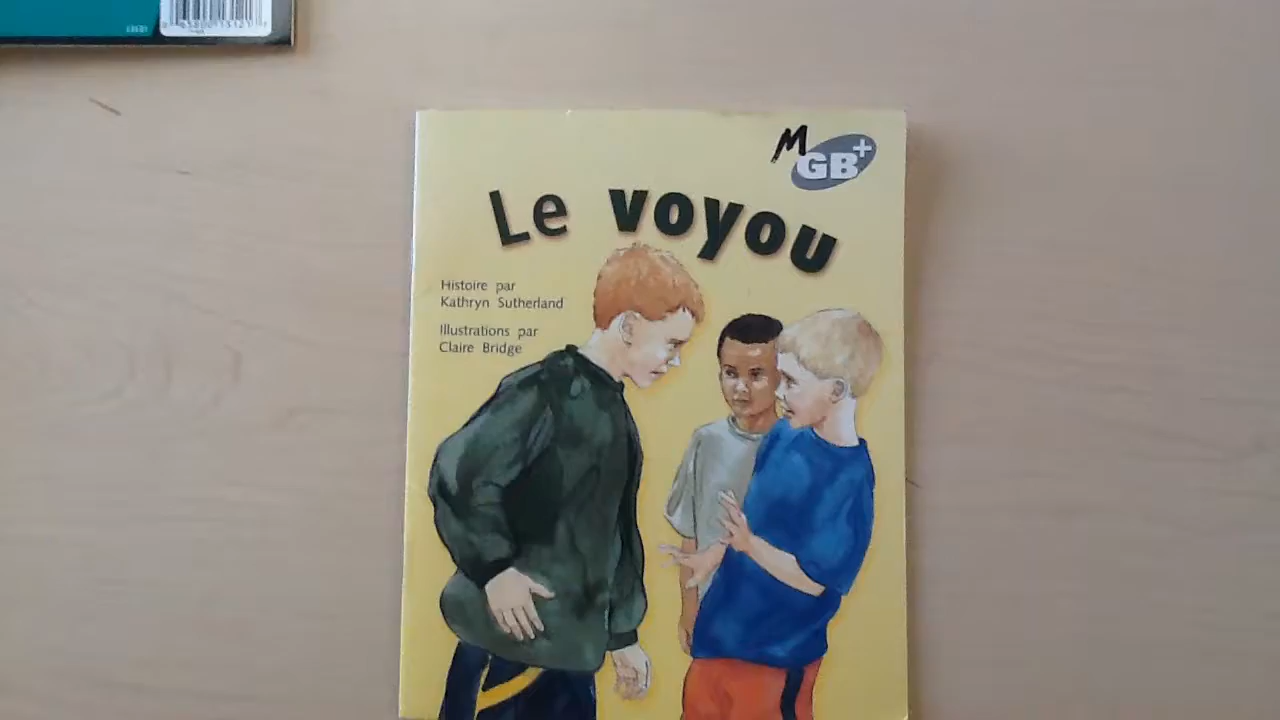 M
GB+
Le voyou
Histoire par
Kathryn Sutherland
Illustrations par
Claire Bridge